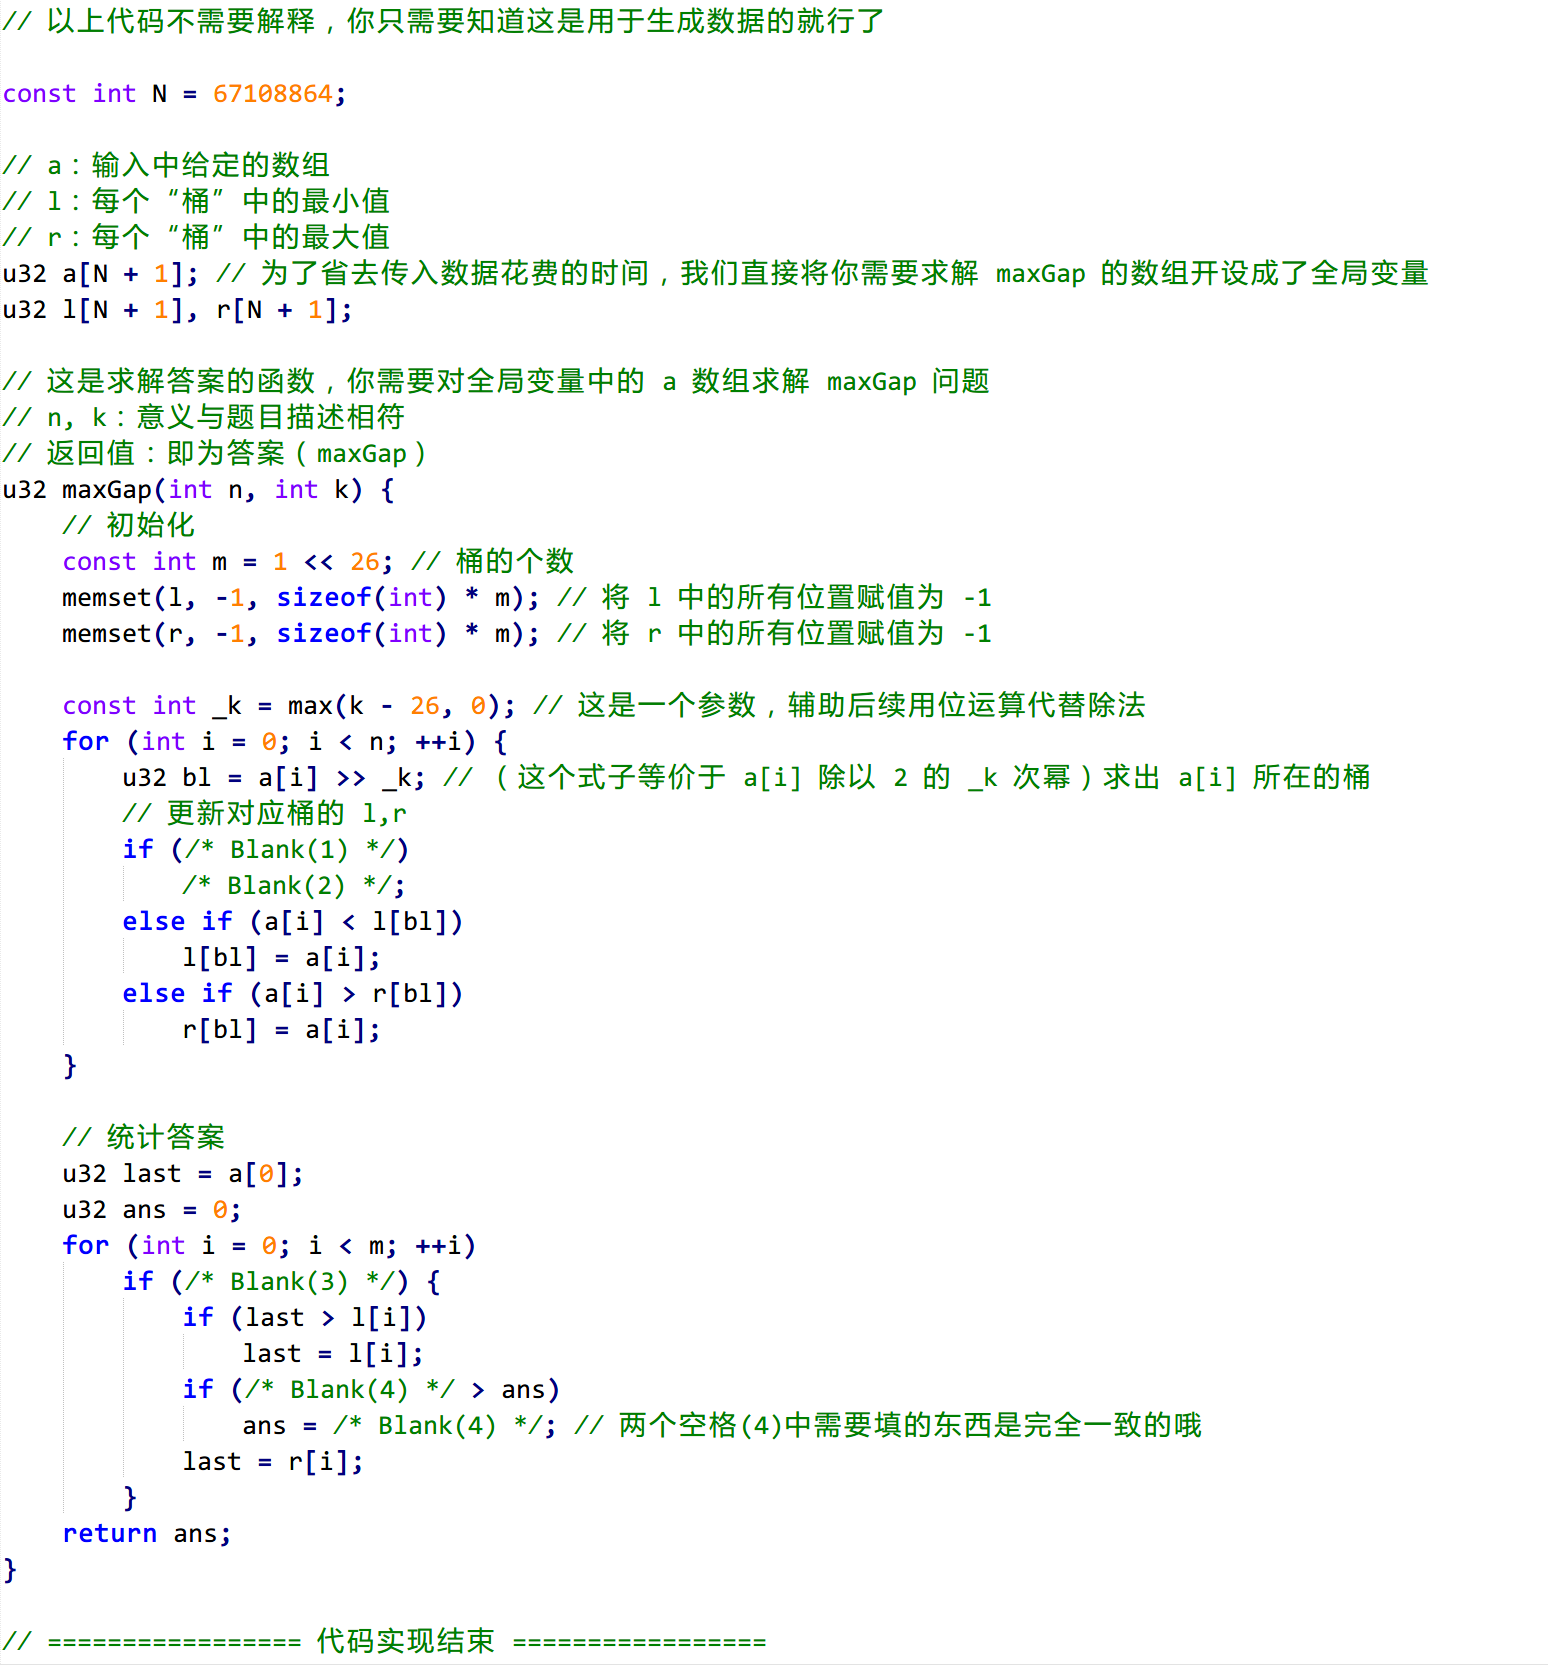 // 以上代码不需要解释，你只需要知道这是用于生成数据的就行了
const int N = 67108864;
// a：输入中给定的数组
// l：每个“桶”中的最小值
// r：每个“桶”中的最大值
u32 a[N + 1]; // 为了省去传入数据花费的时间，我们直接将你需要求解 maxGap 的数组开设成了全局变量
u32 l[N + 1], r[N + 1];
// 这是求解答案的函数，你需要对全局变量中的 a 数组求解 maxGap 问题
// n, k：意义与题目描述相符
// 返回值：即为答案（maxGap）
u32 maxGap(int n, int k) {
    // 初始化
    const int m = 1 << 26; // 桶的个数
    memset(l, -1, sizeof(int) * m); // 将 l 中的所有位置赋值为 -1
    memset(r, -1, sizeof(int) * m); // 将 r 中的所有位置赋值为 -1
    const int _k = max(k - 26, 0); // 这是一个参数，辅助后续用位运算代替除法
    for (int i = 0; i < n; ++i) {
        u32 bl = a[i] >> _k; // （这个式子等价于 a[i] 除以 2 的 _k 次幂）求出 a[i] 所在的桶
        // 更新对应桶的 l,r
        if (/* Blank(1) */)
            /* Blank(2) */;
        else if (a[i] < l[bl])
            l[bl] = a[i];
        else if (a[i] > r[bl])
            r[bl] = a[i];
    }
    // 统计答案
    u32 last = a[0];
    u32 ans = 0;
    for (int i = 0; i < m; ++i)
        if (/* Blank(3) */) {
            if (last > l[i])
                last = l[i];
            if (/* Blank(4) */ > ans)
                ans = /* Blank(4) */; // 两个空格(4)中需要填的东西是完全一致的哦
            last = r[i];
        }
    return ans;
}
// ================= 代码实现结束 =================